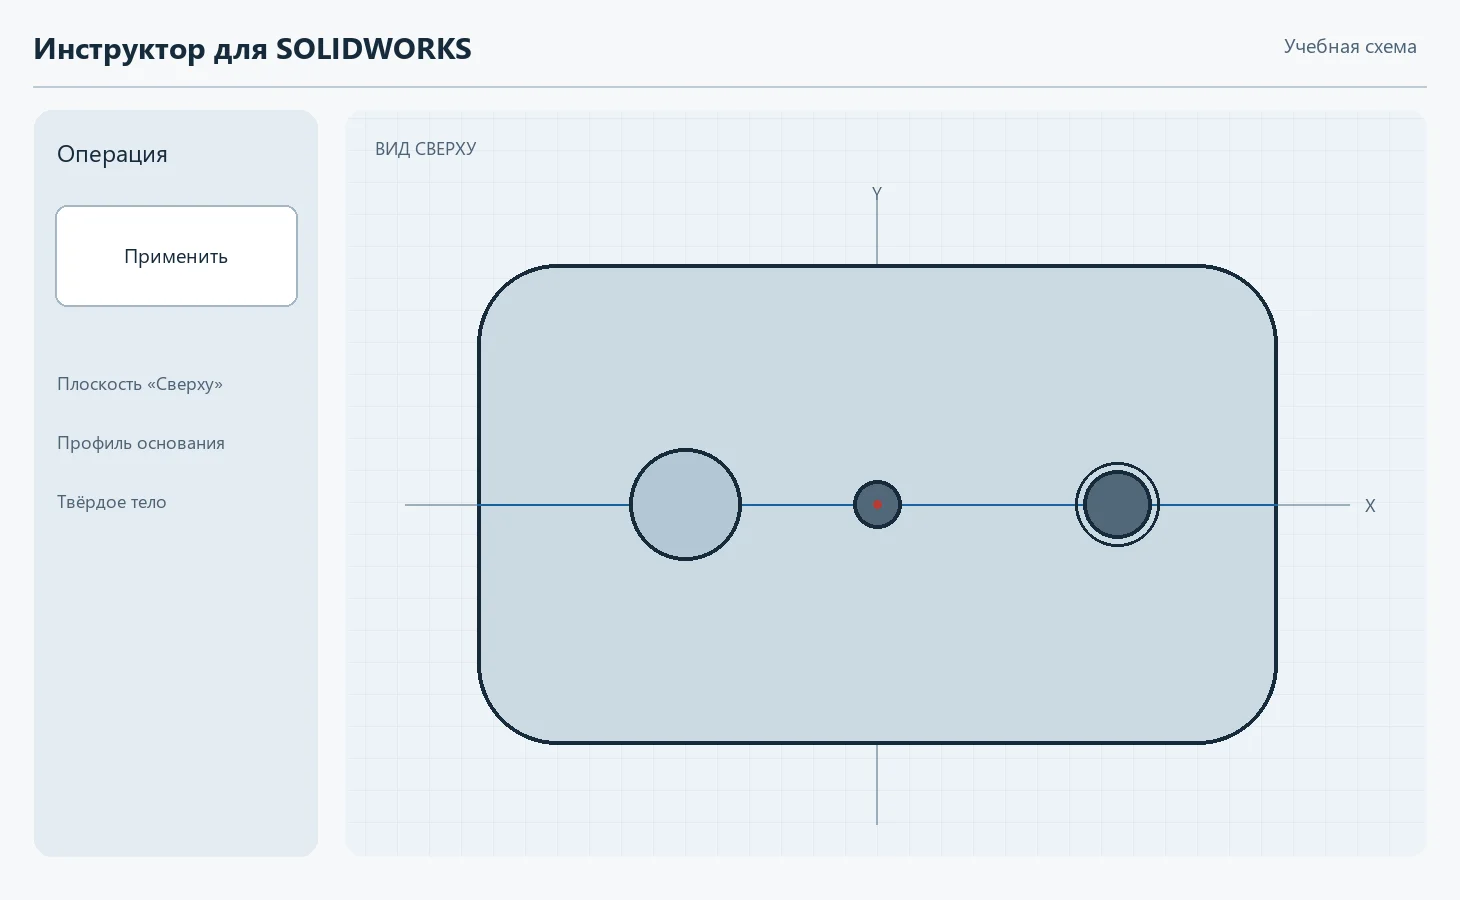 Инструктор для SOLIDWORKS
Учебная схема
Операция
Применить
Плоскость «Сверху»
Профиль основания
Твёрдое тело
ВИД СВЕРХУ
Y
X